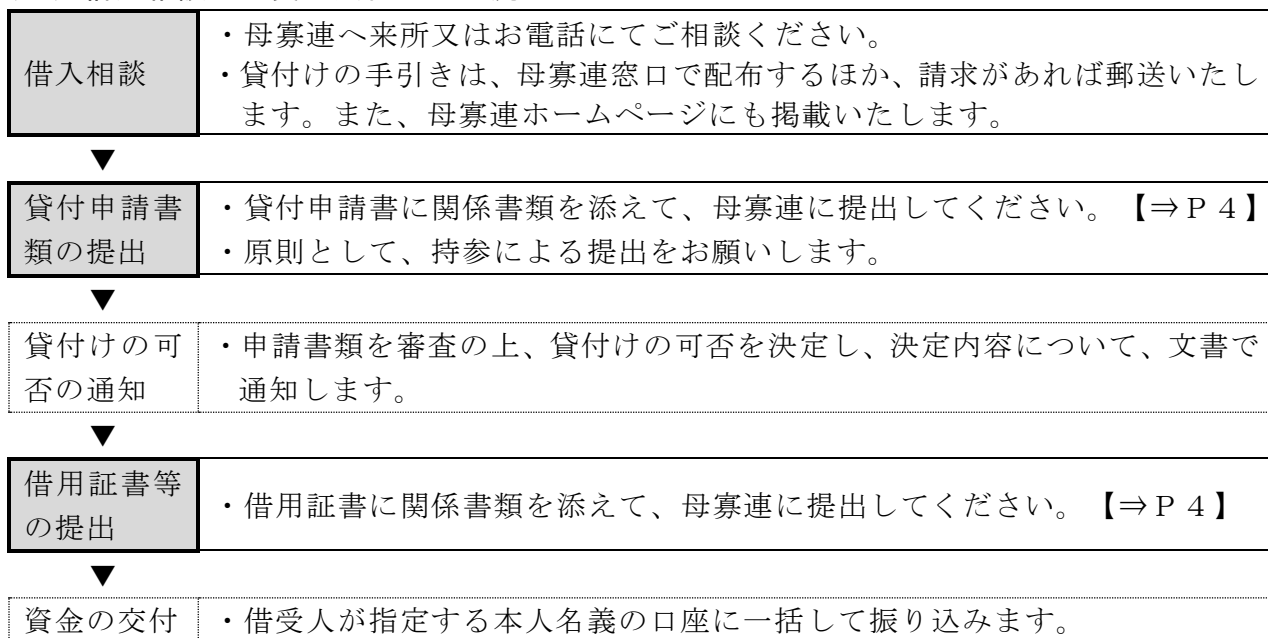 ・母寡連へ来所又はお電話にてご相談ください。
借入相談
・貸付けの手引きは、母寡連窓口で配布するほか、請求があれば郵送いたし
ます。また、母寡連ホームページにも掲載いたします。
▼
貸付申請書
類の提出
・貸付申請書に関係書類を添えて、母寡連に提出してください。【⇒P4】
・原則として、持参による提出をお願いします。
▼
貸付けの可
否の通知
・申請書類を審査の上、貸付けの可否を決定し、決定内容について、文書で
通知します。
▼
借用証書等
の提出
・借用証書に関係書類を添えて、母寡連に提出してください。【⇒P4】
▼
資金の交付
・借受人が指定する本人名義の口座に一括して振り込みます。